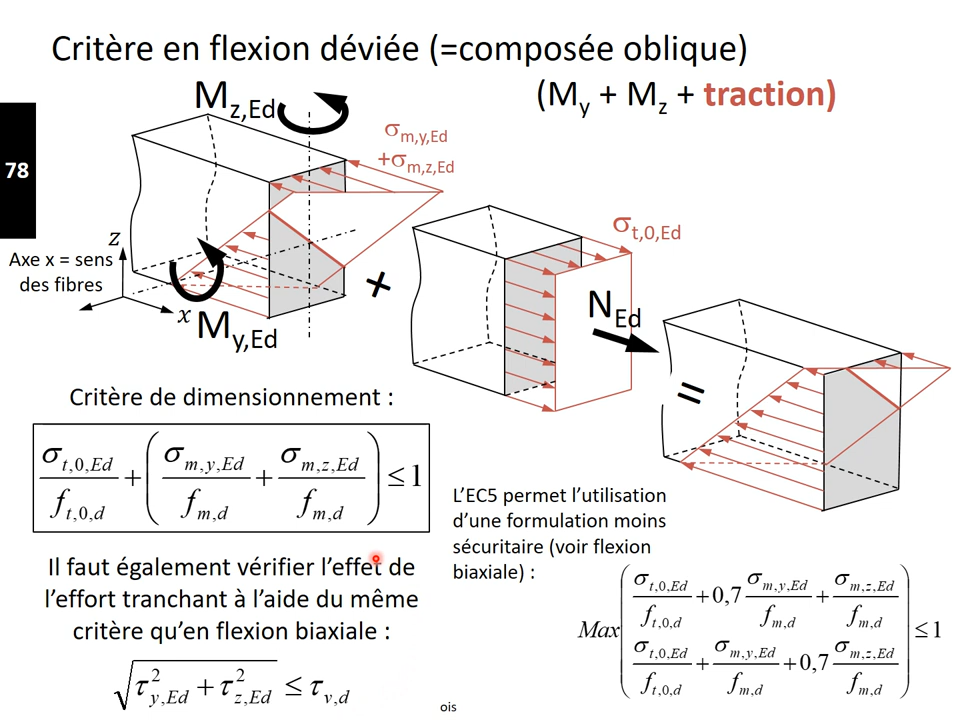 Critère en flexion déviée (=composée oblique)
(My + Mz + traction)
Mz,Ed
σm,y,Ed
+σm,z,Ed
78
σt,0,Ed
z
Axe x = sens
des fibres
+
x
My,Ed
NEd
=
Critère de dimensionnement :
σt,0,Ed / ft,0,d + ( σm,y,Ed / fm,d + σm,z,Ed / fm,d ) ≤ 1
L’EC5 permet l’utilisation
d’une formulation moins
sécuritaire (voir flexion
biaxiale) :
Il faut également vérifier l’effet de
l’effort tranchant à l’aide du même
critère qu’en flexion biaxiale :
√(τ²y,Ed + τ²z,Ed) ≤ τv,d
Max ( σt,0,Ed / ft,0,d + 0,7 σm,y,Ed / fm,d + σm,z,Ed / fm,d
σt,0,Ed / ft,0,d + σm,y,Ed / fm,d + 0,7 σm,z,Ed / fm,d ) ≤ 1
ois